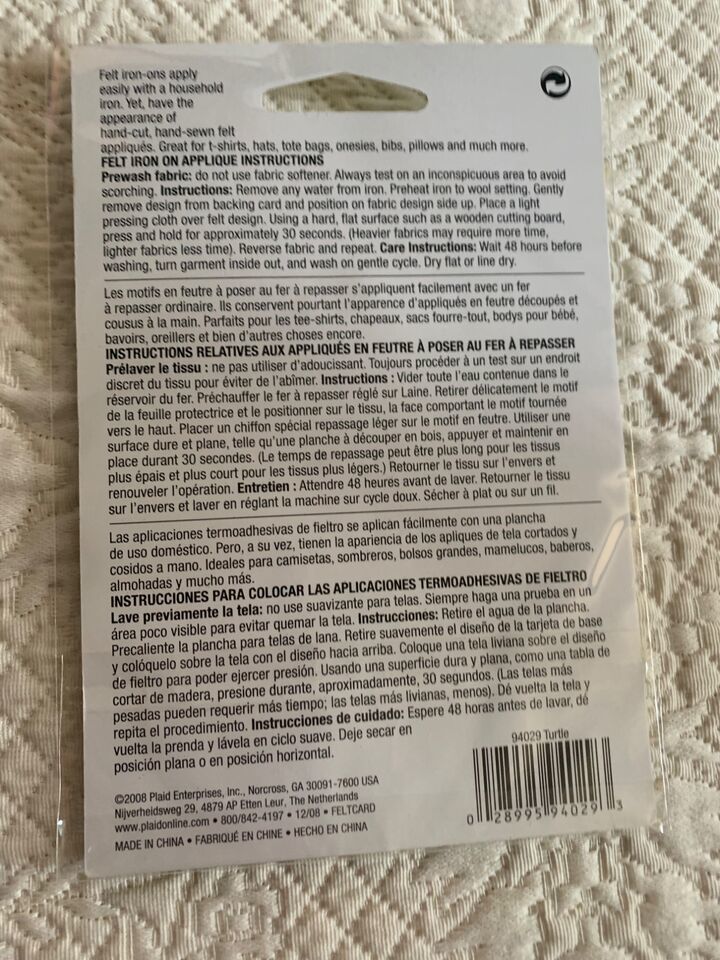 Felt iron-ons apply
easily with a household
iron. Yet, have the
appearance of
hand-cut, hand-sewn felt
appliqués. Great for t-shirts, hats, tote bags, onesies, bibs, pillows and much more.
FELT IRON ON APPLIQUE INSTRUCTIONS
Prewash fabric: do not use fabric softener. Always test on an inconspicuous area to avoid
scorching. Instructions: Remove any water from iron. Preheat iron to wool setting. Gently
remove design from backing card and position on fabric design side up. Place a light
pressing cloth over felt design. Using a hard, flat surface such as a wooden cutting board,
press and hold for approximately 30 seconds. (Heavier fabrics may require more time,
lighter fabrics less time). Reverse fabric and repeat. Care Instructions: Wait 48 hours before
washing, turn garment inside out, and wash on gentle cycle. Dry flat or line dry.
Les motifs en feutre à poser au fer à repasser s'appliquent facilement avec un fer
à repasser ordinaire. Ils conservent pourtant l'apparence d'appliqués en feutre découpés et
cousus à la main. Parfaits pour les tee-shirts, chapeaux, sacs fourre-tout, bodys pour bébé,
bavoirs, oreillers et bien d'autres choses encore.
INSTRUCTIONS RELATIVES AUX APPLIQUÉS EN FEUTRE À POSER AU FER À REPASSER
Prélaver le tissu : ne pas utiliser d'adoucissant. Toujours procéder à un test sur un endroit
discret du tissu pour éviter de l'abîmer. Instructions : Vider toute l'eau contenue dans le
réservoir du fer. Préchauffer le fer à repasser réglé sur Laine. Retirer délicatement le motif
de la feuille protectrice et le positionner sur le tissu, la face comportant le motif tournée
vers le haut. Placer un chiffon spécial repassage léger sur le motif en feutre. Utiliser une
surface dure et plane, telle qu'une planche à découper en bois, appuyer et maintenir en
place durant 30 secondes. (Le temps de repassage peut être plus long pour les tissus
plus épais et plus court pour les tissus plus légers.) Retourner le tissu sur l'envers et
renouveler l'opération. Entretien : Attendre 48 heures avant de laver. Retourner le tissu
sur l'envers et laver en réglant la machine sur cycle doux. Sécher à plat ou sur un fil.
Las aplicaciones termoadhesivas de fieltro se aplican fácilmente con una plancha
de uso doméstico. Pero, a su vez, tienen la apariencia de los apliques de tela cortados y
cosidos a mano. Ideales para camisetas, sombreros, bolsos grandes, mamelucos, baberos,
almohadas y mucho más.
INSTRUCCIONES PARA COLOCAR LAS APLICACIONES TERMOADHESIVAS DE FIELTRO
Lave previamente la tela: no use suavizante para telas. Siempre haga una prueba en un
área poco visible para evitar quemar la tela. Instrucciones: Retire el agua de la plancha.
Precaliente la plancha para telas de lana. Retire suavemente el diseño de la tarjeta de base
y colóquelo sobre la tela con el diseño hacia arriba. Coloque una tela liviana sobre el diseño
de fieltro para poder ejercer presión. Usando una superficie dura y plana, como una tabla de
cortar de madera, presione durante, aproximadamente, 30 segundos. (Las telas más
pesadas pueden requerir más tiempo; las telas más livianas, menos). Dé vuelta la tela y
repita el procedimiento. Instrucciones de cuidado: Espere 48 horas antes de lavar, dé
vuelta la prenda y lávela en ciclo suave. Deje secar en
posición plana o en posición horizontal.
94029 Turtle
©2008 Plaid Enterprises, Inc., Norcross, GA 30091-7600 USA
Nijverheidsweg 29, 4879 AP Etten Leur, The Netherlands
www.plaidonline.com • 800/842-4197 • 12/08 • FELTCARD
MADE IN CHINA • FABRIQUÉ EN CHINE • HECHO EN CHINA
0 28995 94029 3